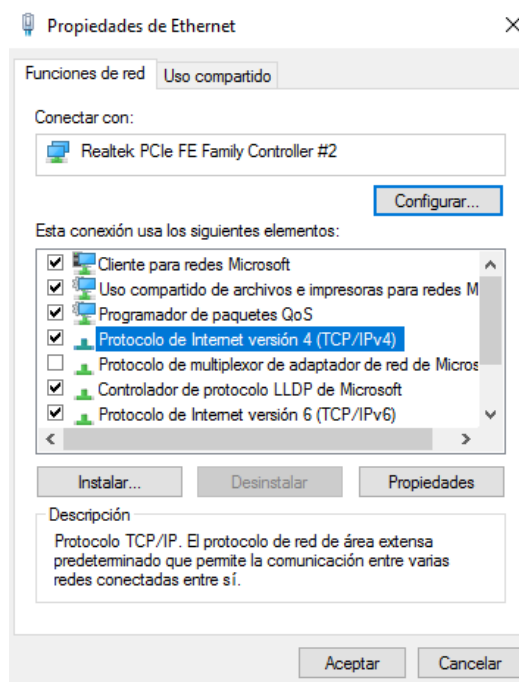 Propiedades de Ethernet
Funciones de red
Uso compartido
Conectar con:
Realtek PCIe FE Family Controller #2
Configurar...
Esta conexión usa los siguientes elementos:
Cliente para redes Microsoft
Uso compartido de archivos e impresoras para redes M
Programador de paquetes QoS
Protocolo de Internet versión 4 (TCP/IPv4)
Protocolo de multiplexor de adaptador de red de Micros
Controlador de protocolo LLDP de Microsoft
Protocolo de Internet versión 6 (TCP/IPv6)
Instalar...
Desinstalar
Propiedades
Descripción
Protocolo TCP/IP. El protocolo de red de área extensa
predeterminado que permite la comunicación entre varias
redes conectadas entre sí.
Aceptar
Cancelar